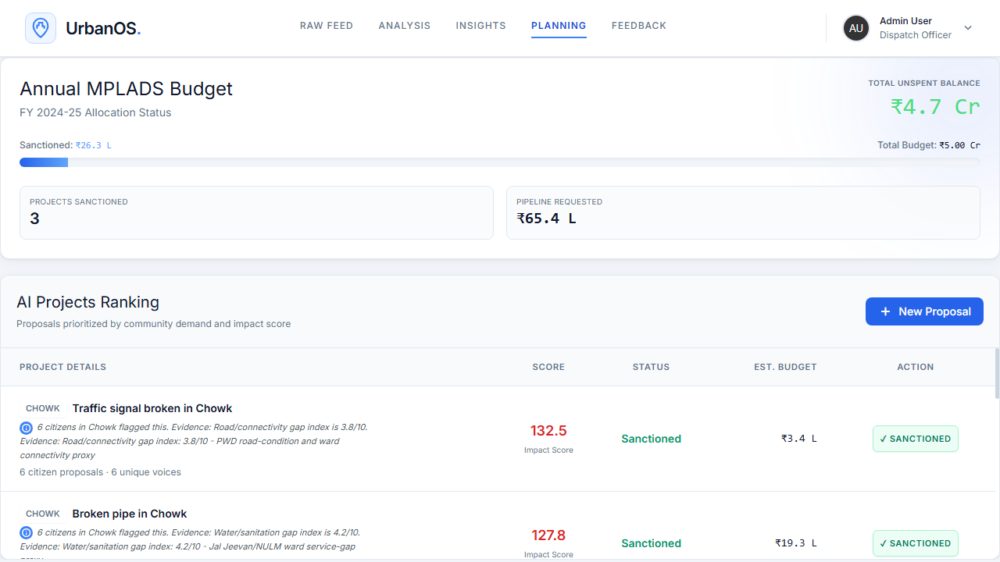 UrbanOS.
RAW FEED
ANALYSIS
INSIGHTS
PLANNING
FEEDBACK
AU
Admin User
Dispatch Officer
Annual MPLADS Budget
FY 2024-25 Allocation Status
TOTAL UNSPENT BALANCE
₹4.7 Cr
Sanctioned: ₹26.3 L
Total Budget: ₹5.00 Cr
PROJECTS SANCTIONED
3
PIPELINE REQUESTED
₹65.4 L
AI Projects Ranking
Proposals prioritized by community demand and impact score
+ New Proposal
PROJECT DETAILS
SCORE
STATUS
EST. BUDGET
ACTION
CHOWK Traffic signal broken in Chowk
6 citizens in Chowk flagged this. Evidence: Road/connectivity gap index is 3.8/10.
Evidence: Road/connectivity gap index: 3.8/10 - PWD road-condition and ward
connectivity proxy
6 citizen proposals · 6 unique voices
132.5
Impact Score
Sanctioned
₹3.4 L
✓ SANCTIONED
CHOWK Broken pipe in Chowk
6 citizens in Chowk flagged this. Evidence: Water/sanitation gap index is 4.2/10.
Evidence: Water/sanitation gap index: 4.2/10 - Jal Jeevan/NULM ward service-gap
127.8
Impact Score
Sanctioned
₹19.3 L
✓ SANCTIONED